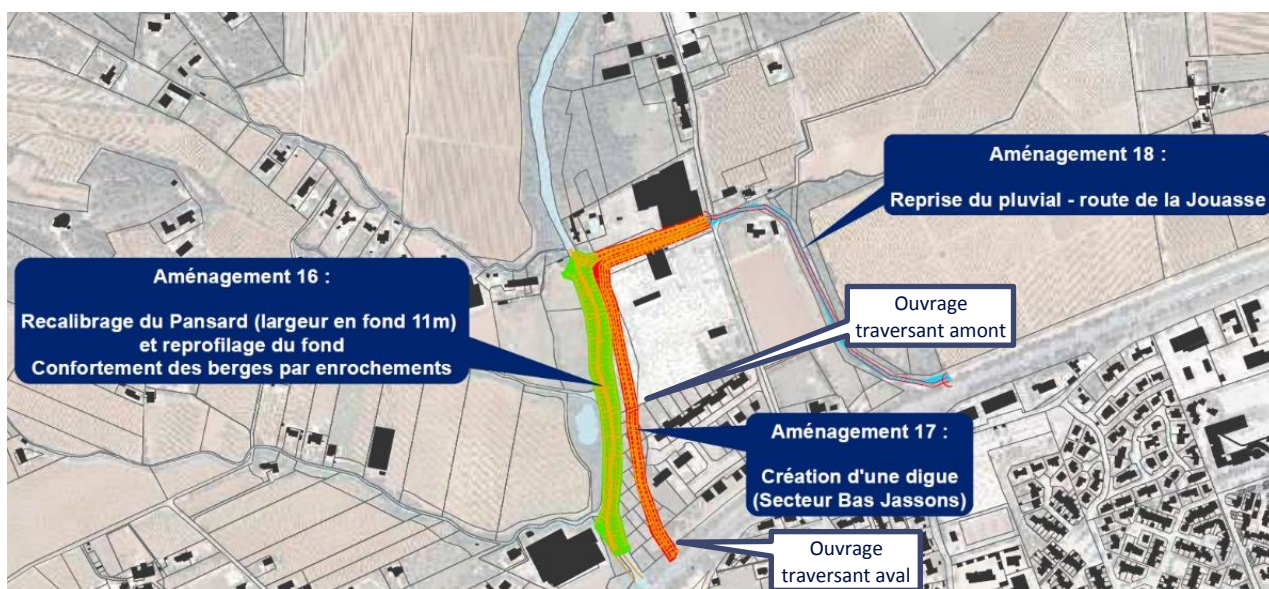 Aménagement 18 :
Reprise du pluvial - route de la Jouasse
Aménagement 16 :
Recalibrage du Pansard (largeur en fond 11m)
et reprofilage du fond
Confortement des berges par enrochements
Ouvrage
traversant amont
Aménagement 17 :
Création d'une digue
(Secteur Bas Jassons)
Ouvrage
traversant aval